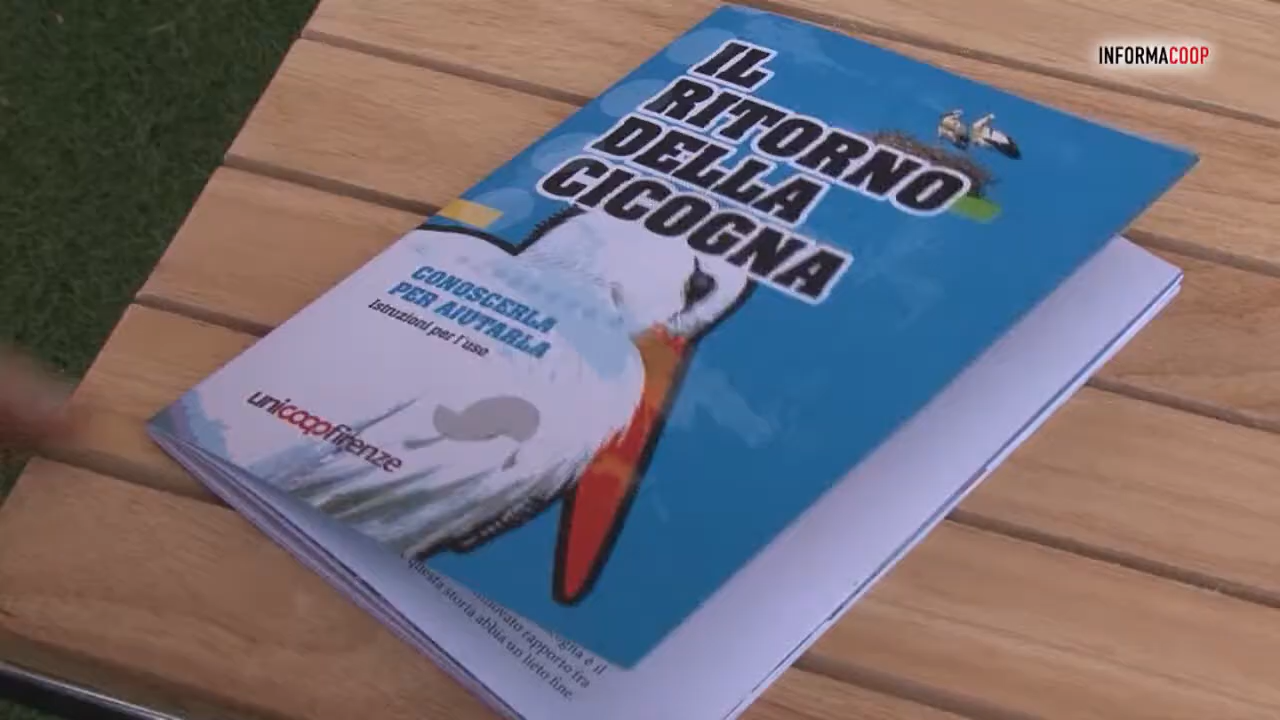 INFORMACOOP
IL
RITORNO
DELLA
CICOGNA
CONOSCERLA
PER AIUTARLA
Istruzioni per l'uso
unicoopfirenze
è il
rapporto fra
questa storia abbia un lieto fine.